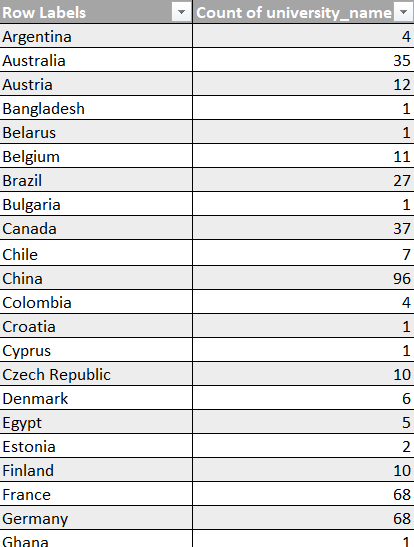 Row Labels Count of university_name
Argentina 4
Australia 35
Austria 12
Bangladesh 1
Belarus 1
Belgium 11
Brazil 27
Bulgaria 1
Canada 37
Chile 7
China 96
Colombia 4
Croatia 1
Cyprus 1
Czech Republic 10
Denmark 6
Egypt 5
Estonia 2
Finland 10
France 68
Germany 68
Ghana 1